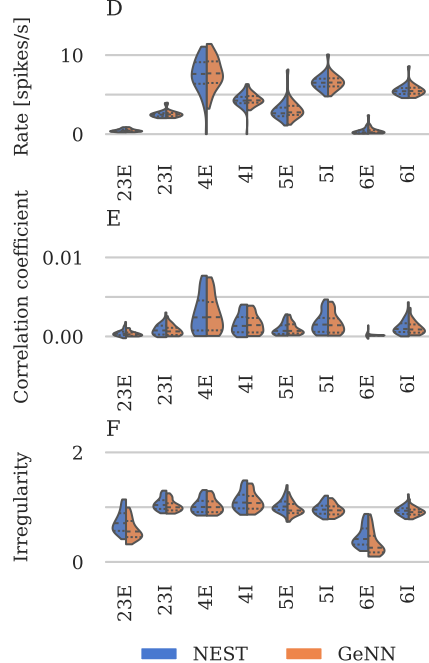 D
Rate [spikes/s]
10
0
23E 23I 4E 4I 5E 5I 6E 6I
E
Correlation coefficient
0.01
0.00
23E 23I 4E 4I 5E 5I 6E 6I
F
Irregularity
2
0
23E 23I 4E 4I 5E 5I 6E 6I
NEST GeNN